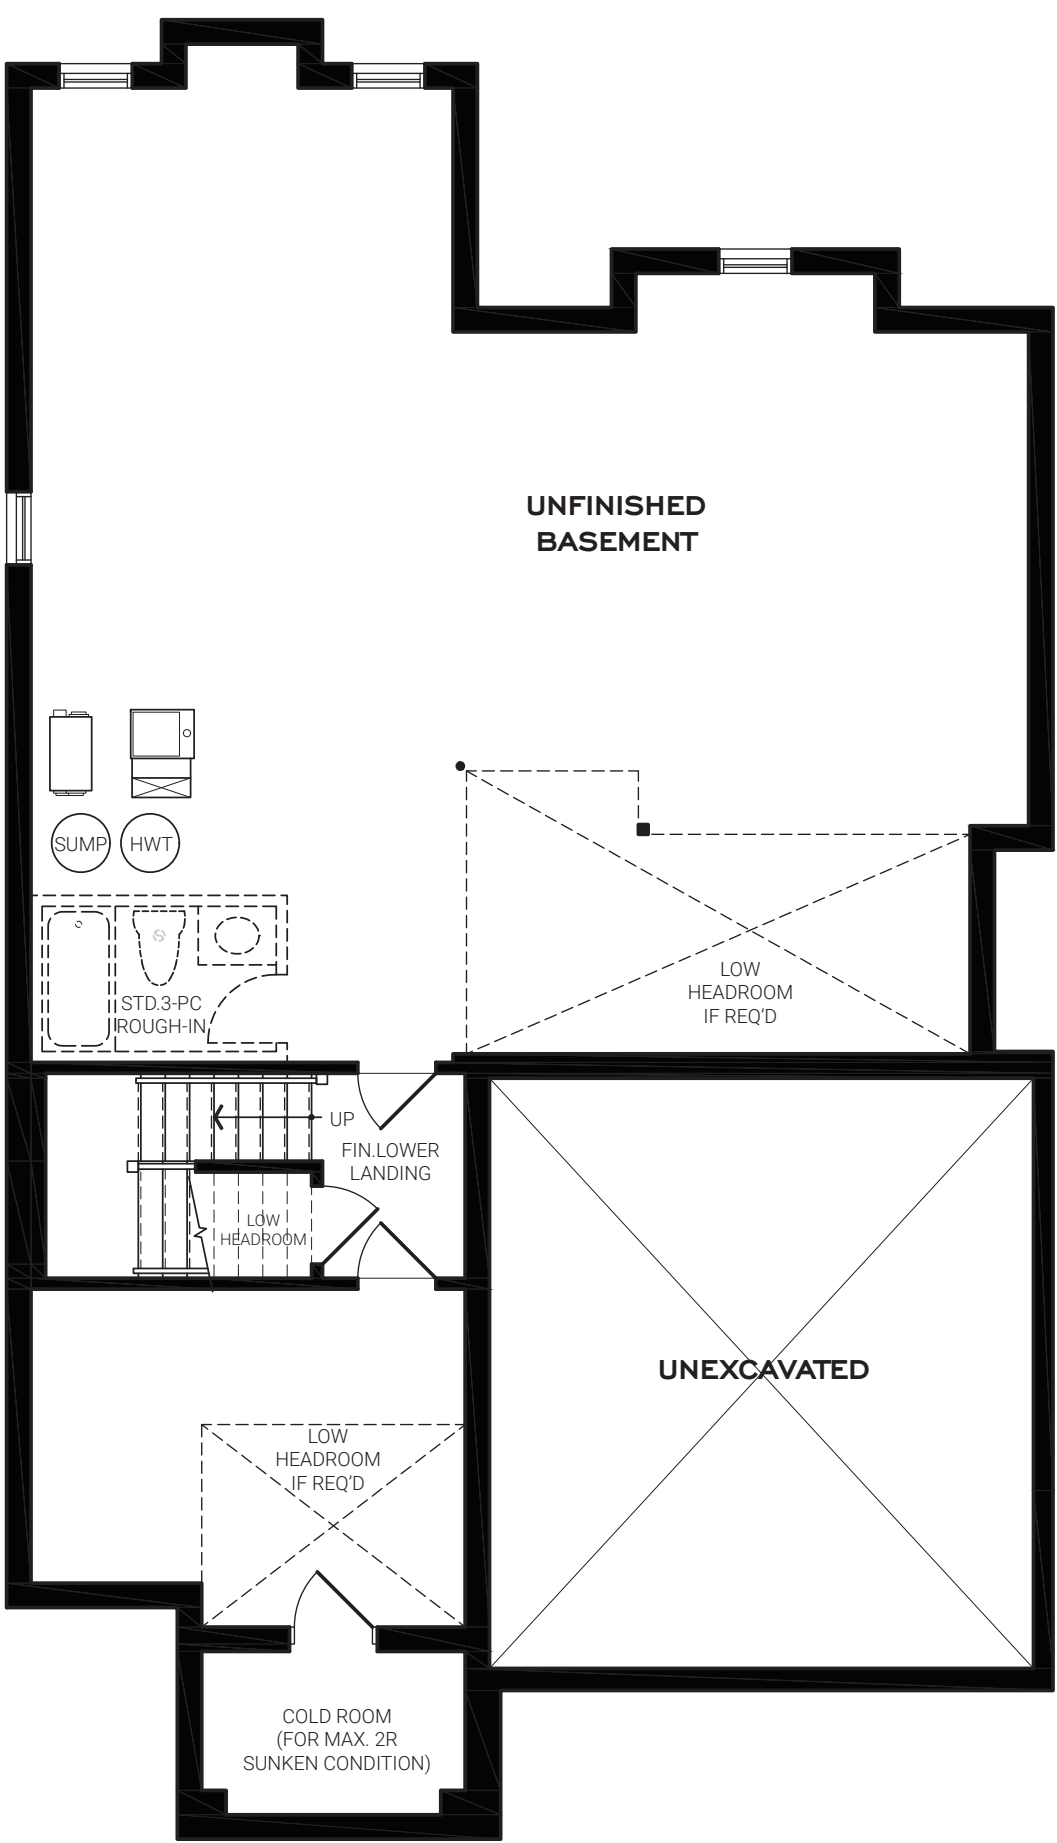 UNFINISHED
BASEMENT
SUMP
HWT
STD.3-PC
ROUGH-IN
LOW
HEADROOM
IF REQ'D
UP
FIN.LOWER
LANDING
LOW
HEADROOM
UNEXCAVATED
LOW
HEADROOM
IF REQ'D
COLD ROOM
(FOR MAX. 2R
SUNKEN CONDITION)